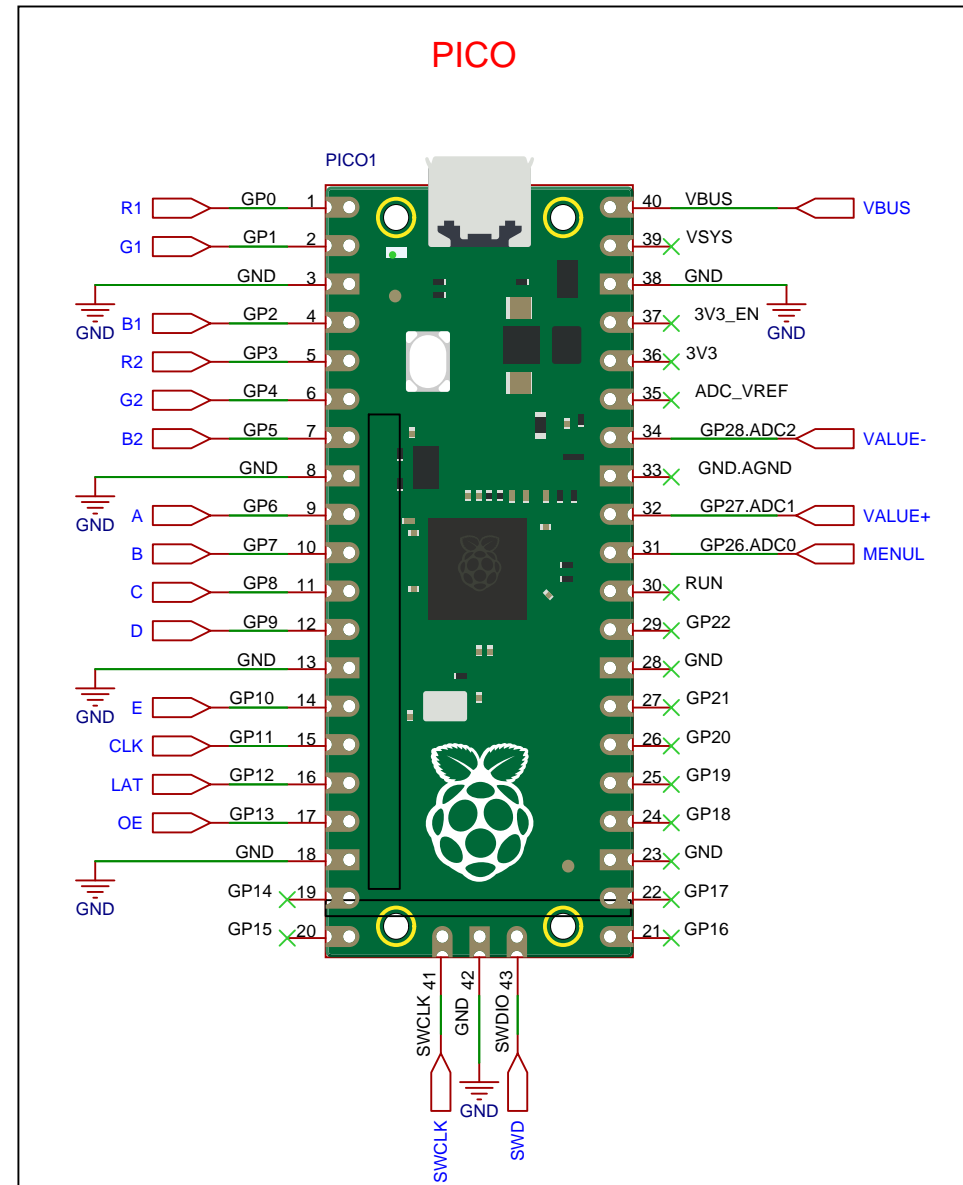 PICO
PICO1
R1 GP0 1 40 VBUS VBUS
G1 GP1 2 39 VSYS
GND 3 38 GND
GND GND
B1 GP2 4 37 3V3_EN
R2 GP3 5 36 3V3
G2 GP4 6 35 ADC_VREF
B2 GP5 7 34 GP28.ADC2 VALUE-
GND 8 33 GND.AGND
GND
A GP6 9 32 GP27.ADC1 VALUE+
B GP7 10 31 GP26.ADC0 MENUL
C GP8 11 30 RUN
D GP9 12 29 GP22
GND 13 28 GND
GND
E GP10 14 27 GP21
CLK GP11 15 26 GP20
LAT GP12 16 25 GP19
OE GP13 17 24 GP18
GND 18 23 GND
GND
GP14 19 22 GP17
GP15 20 21 GP16
SWCLK 41
GND 42
SWDIO 43
GND
SWCLK
SWD